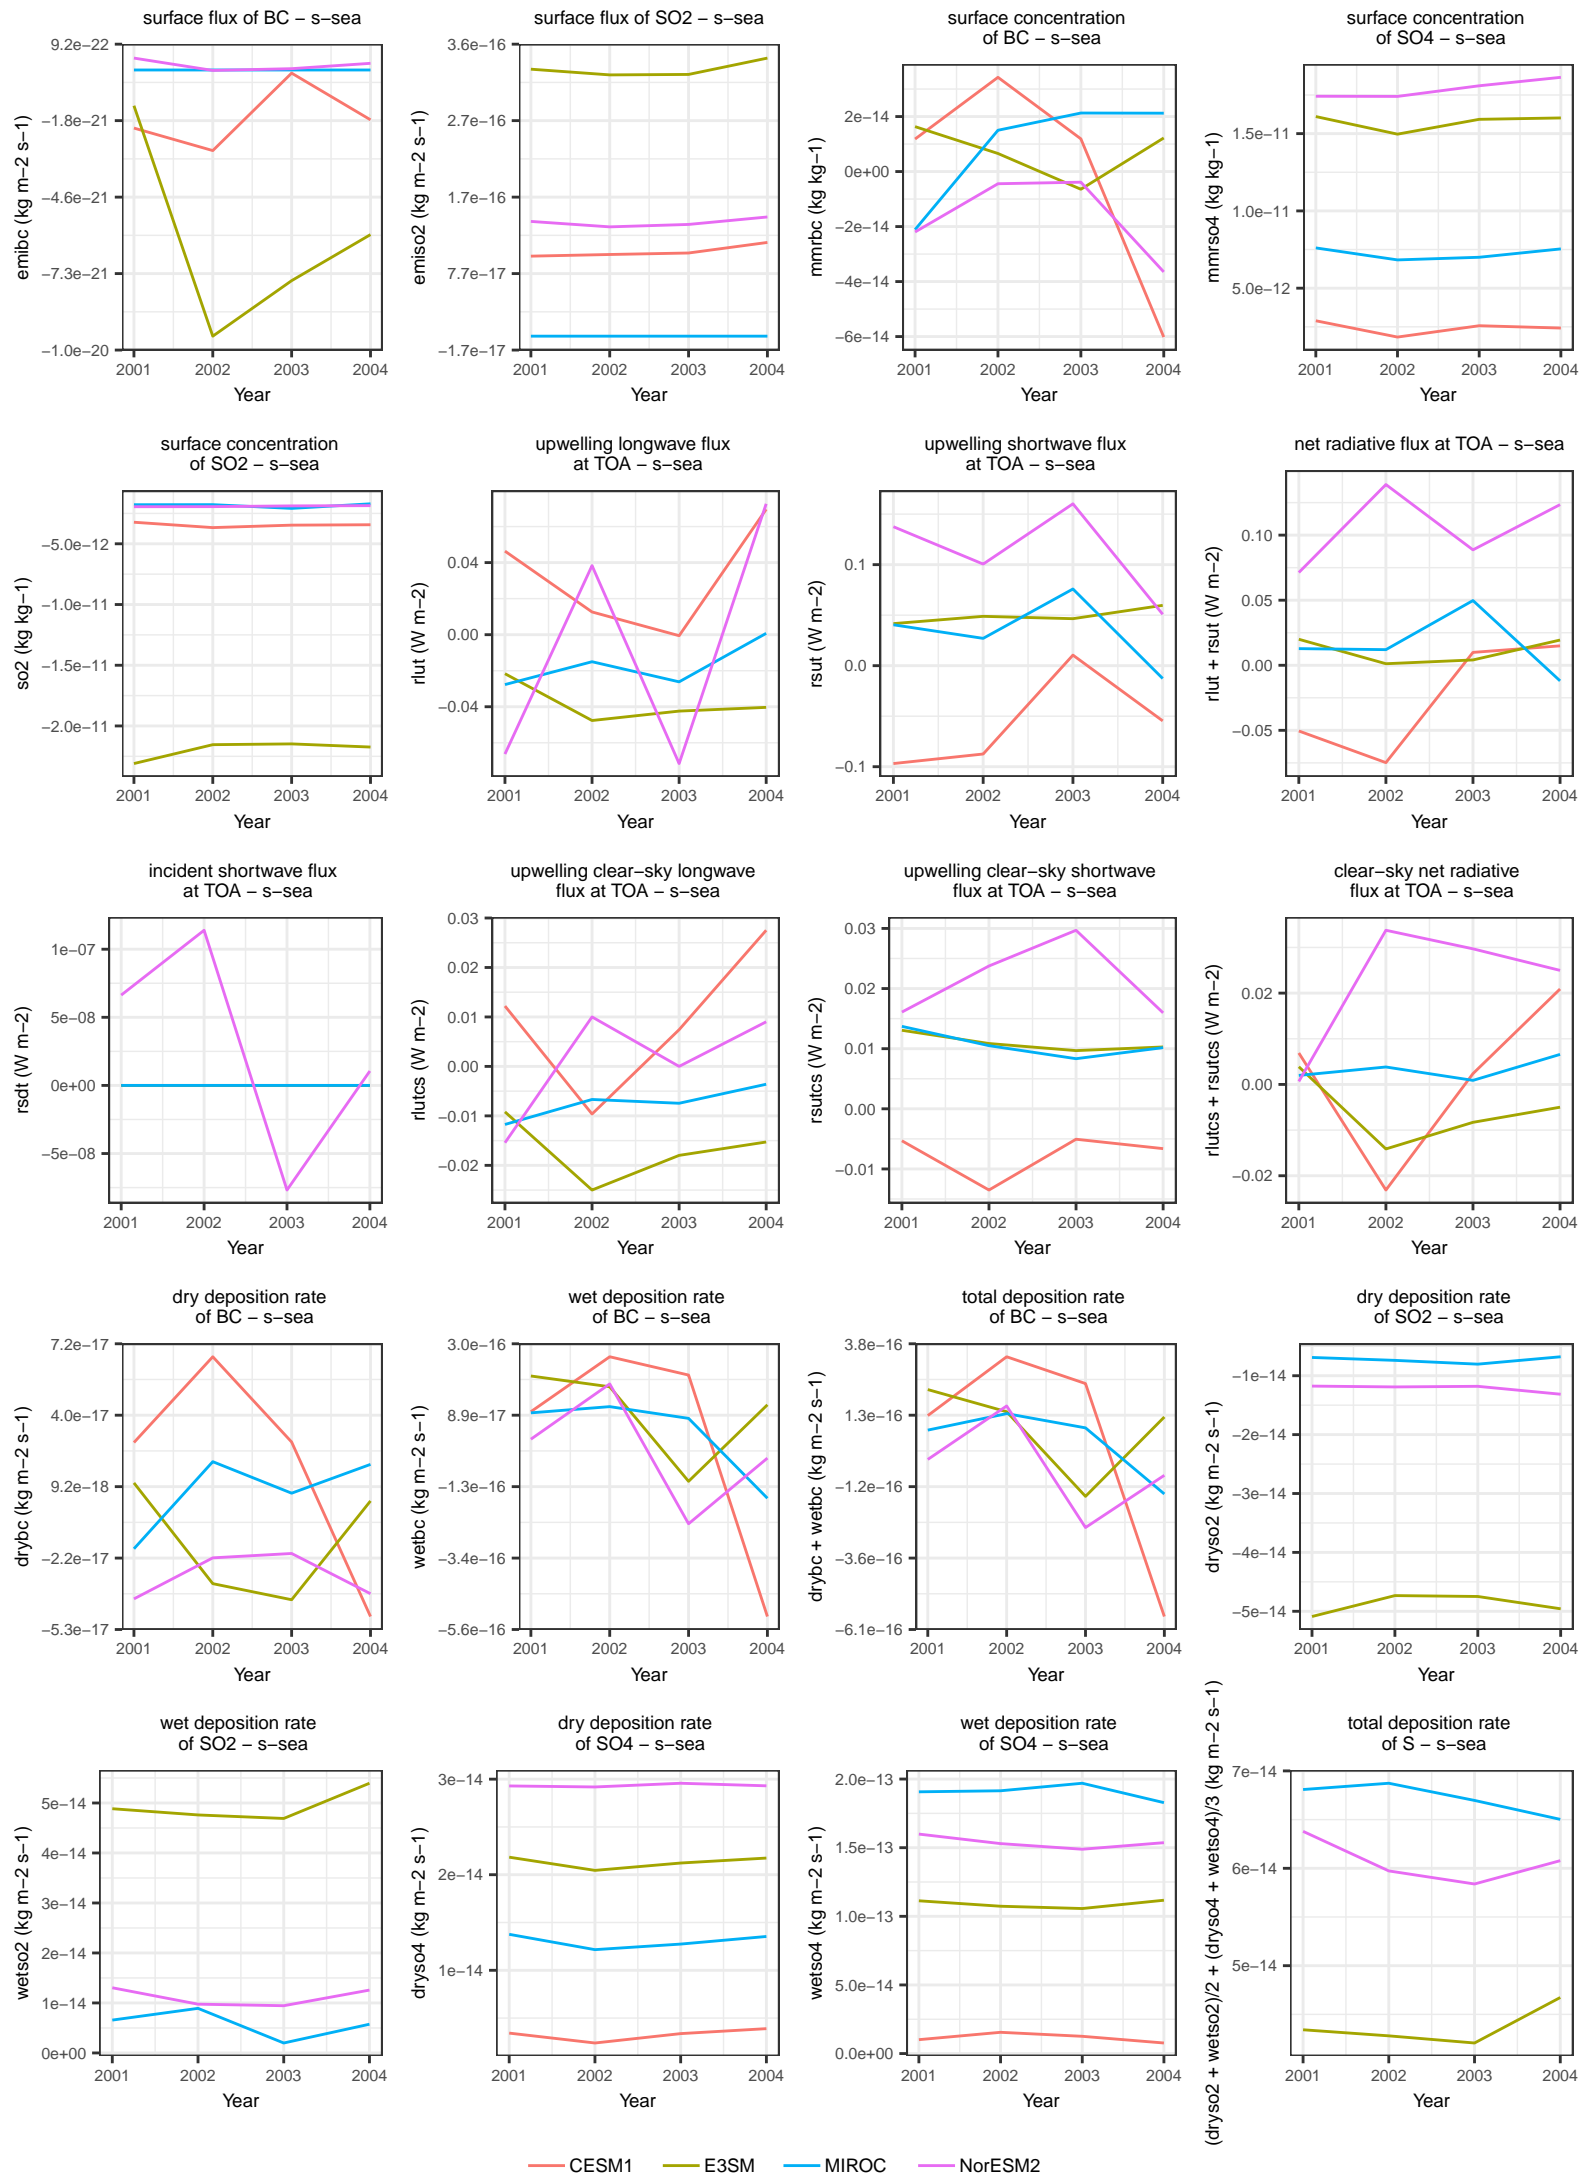 surface flux of BC − s−sea
9.2e−22
−1.8e−21
−4.6e−21
−7.3e−21
−1.0e−20
emibc (kg m−2 s−1)
2001 2002 2003 2004
Year
surface flux of SO2 − s−sea
3.6e−16
2.7e−16
1.7e−16
7.7e−17
−1.7e−17
emiso2 (kg m−2 s−1)
2001 2002 2003 2004
Year
surface concentration
of BC − s−sea
2e−14
0e+00
−2e−14
−4e−14
−6e−14
mmrbc (kg kg−1)
2001 2002 2003 2004
Year
surface concentration
of SO4 − s−sea
1.5e−11
1.0e−11
5.0e−12
mmrso4 (kg kg−1)
2001 2002 2003 2004
Year
surface concentration
of SO2 − s−sea
−5.0e−12
−1.0e−11
−1.5e−11
−2.0e−11
so2 (kg kg−1)
2001 2002 2003 2004
Year
upwelling longwave flux
at TOA − s−sea
0.04
0.00
−0.04
rlut (W m−2)
2001 2002 2003 2004
Year
upwelling shortwave flux
at TOA − s−sea
0.1
0.0
−0.1
rsut (W m−2)
2001 2002 2003 2004
Year
net radiative flux at TOA − s−sea
0.10
0.05
0.00
−0.05
rlut + rsut (W m−2)
2001 2002 2003 2004
Year
incident shortwave flux
at TOA − s−sea
1e−07
5e−08
0e+00
−5e−08
rsdt (W m−2)
2001 2002 2003 2004
Year
upwelling clear−sky longwave
flux at TOA − s−sea
0.03
0.02
0.01
0.00
−0.01
−0.02
rlutcs (W m−2)
2001 2002 2003 2004
Year
upwelling clear−sky shortwave
flux at TOA − s−sea
0.03
0.02
0.01
0.00
−0.01
rsutcs (W m−2)
2001 2002 2003 2004
Year
clear−sky net radiative
flux at TOA − s−sea
0.02
0.00
−0.02
rlutcs + rsutcs (W m−2)
2001 2002 2003 2004
Year
dry deposition rate
of BC − s−sea
7.2e−17
4.0e−17
9.2e−18
−2.2e−17
−5.3e−17
drybc (kg m−2 s−1)
2001 2002 2003 2004
Year
wet deposition rate
of BC − s−sea
3.0e−16
8.9e−17
−1.3e−16
−3.4e−16
−5.6e−16
wetbc (kg m−2 s−1)
2001 2002 2003 2004
Year
total deposition rate
of BC − s−sea
3.8e−16
1.3e−16
−1.2e−16
−3.6e−16
−6.1e−16
drybc + wetbc (kg m−2 s−1)
2001 2002 2003 2004
Year
dry deposition rate
of SO2 − s−sea
−1e−14
−2e−14
−3e−14
−4e−14
−5e−14
dryso2 (kg m−2 s−1)
2001 2002 2003 2004
Year
wet deposition rate
of SO2 − s−sea
5e−14
4e−14
3e−14
2e−14
1e−14
0e+00
wetso2 (kg m−2 s−1)
2001 2002 2003 2004
Year
dry deposition rate
of SO4 − s−sea
3e−14
2e−14
1e−14
dryso4 (kg m−2 s−1)
2001 2002 2003 2004
Year
wet deposition rate
of SO4 − s−sea
2.0e−13
1.5e−13
1.0e−13
5.0e−14
0.0e+00
wetso4 (kg m−2 s−1)
2001 2002 2003 2004
Year
total deposition rate
of S − s−sea
7e−14
6e−14
5e−14
(dryso2 + wetso2)/2 + (dryso4 + wetso4)/3 (kg m−2 s−1)
2001 2002 2003 2004
Year
CESM1 E3SM MIROC NorESM2